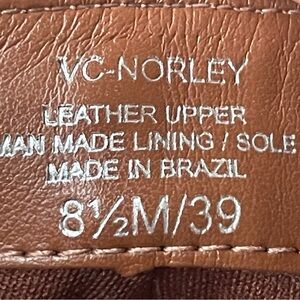 VC-NORLEY
LEATHER UPPER
MAN MADE LINING / SOLE
MADE IN BRAZIL
8½M/39